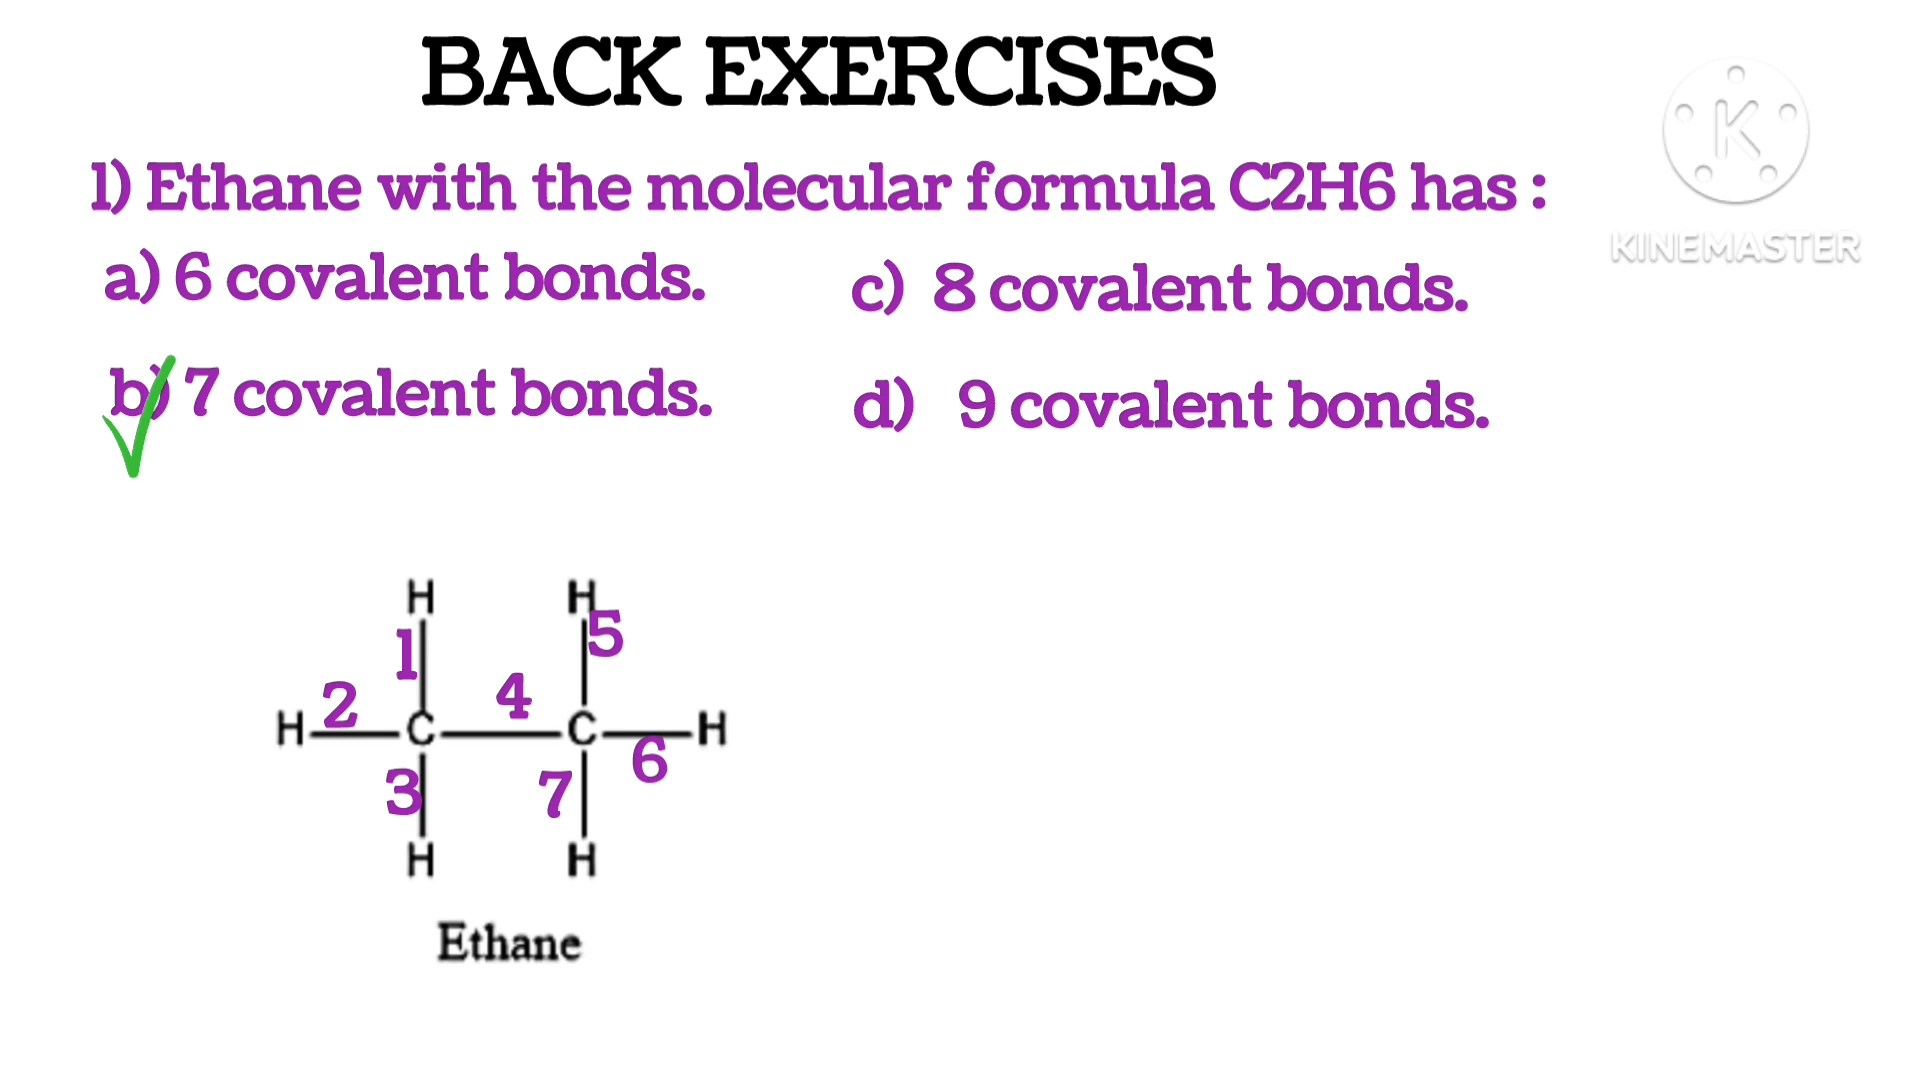 BACK EXERCISES
K
KINEMASTER
1) Ethane with the molecular formula C2H6 has :
a) 6 covalent bonds.
c) 8 covalent bonds.
b) 7 covalent bonds.
d) 9 covalent bonds.
H H
1 5
2 4
H C C H
3 7 6
H H
Ethane